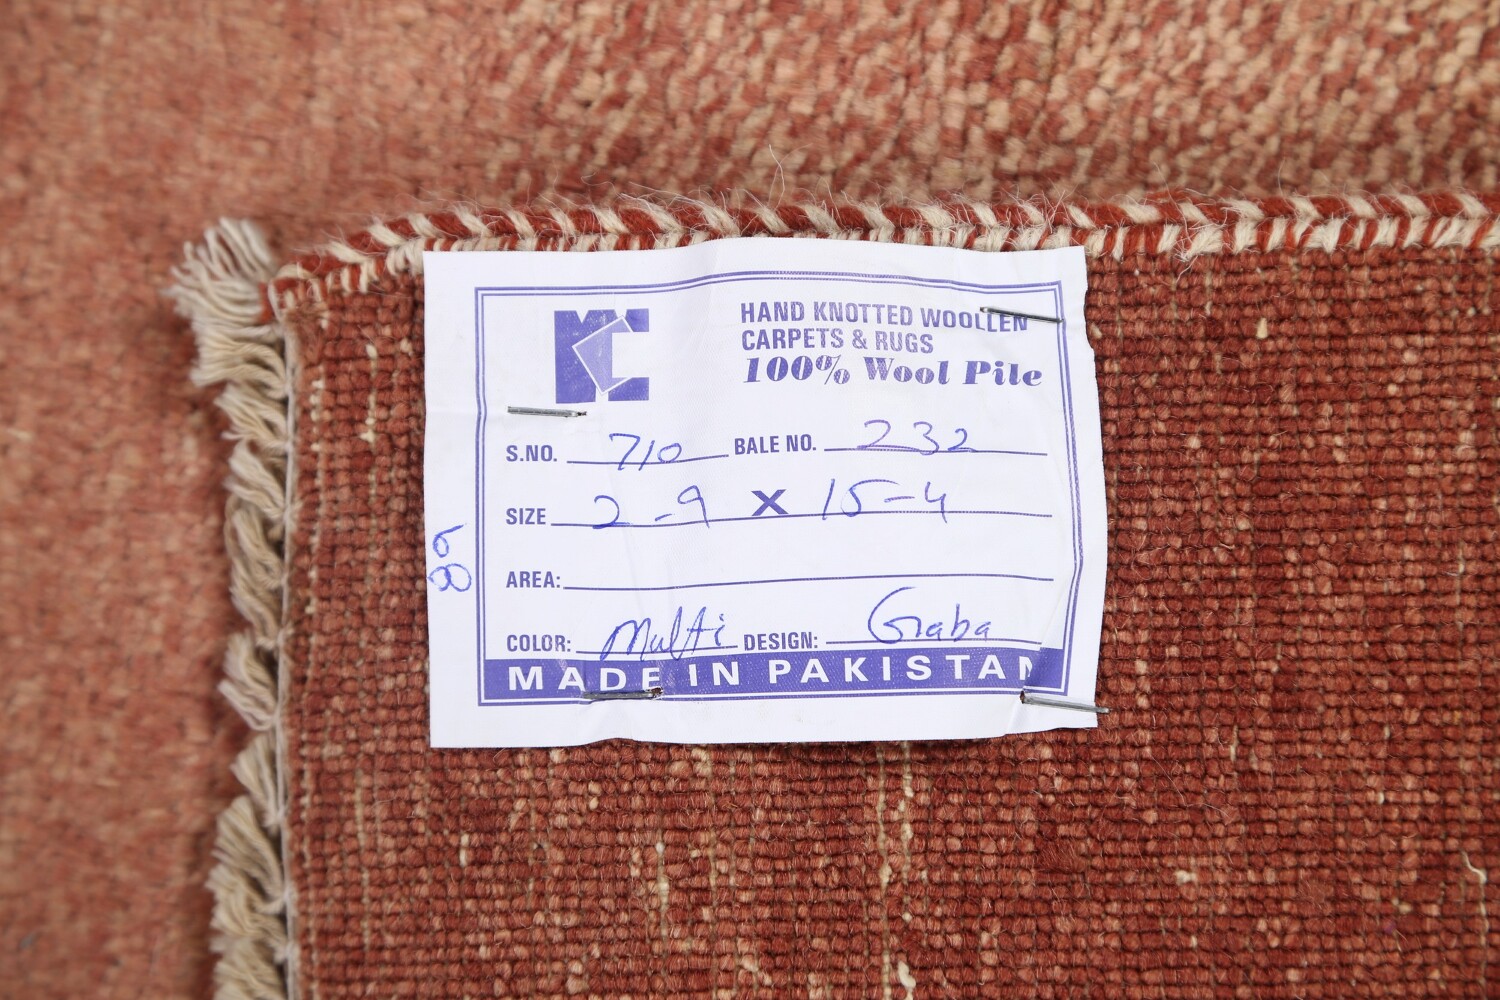 HAND KNOTTED WOOLLEN
CARPETS & RUGS
100% Wool Pile
S.NO. 710 BALE NO. 232
SIZE 2-9 X 15-4
AREA:
COLOR: Multi DESIGN: Gaba
MADE IN PAKISTAN